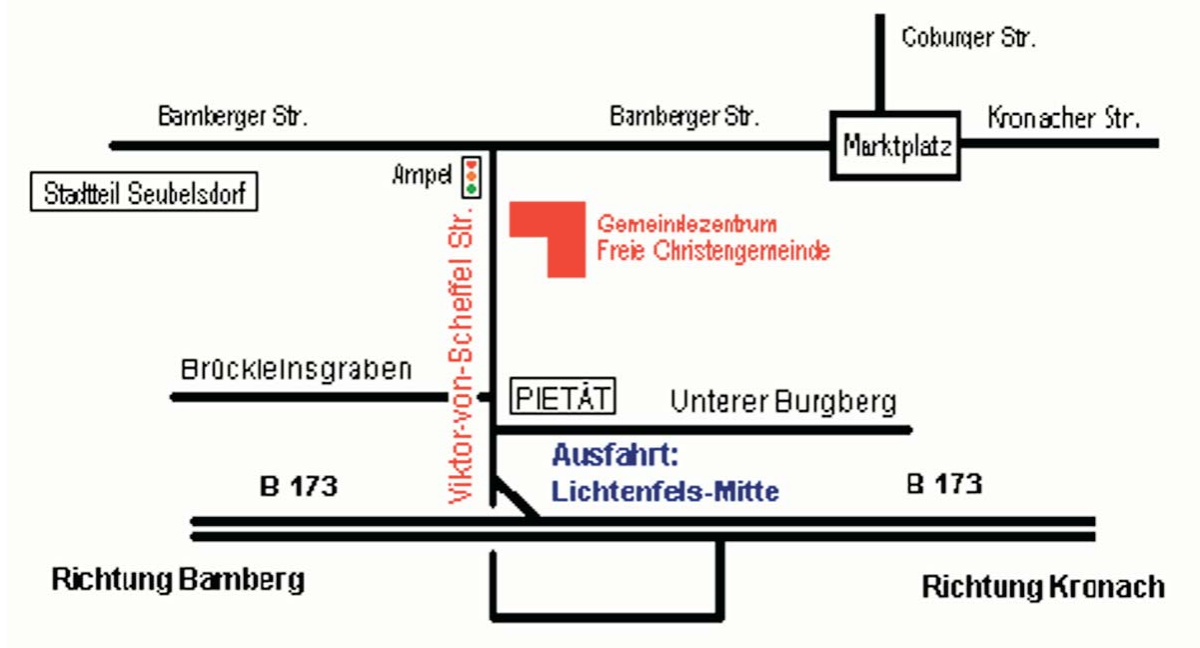 Coburger Str.
Bamberger Str.
Bamberger Str.
Kronacher Str.
Marktplatz
Ampel
Stadtteil Seubelsdorf
Gemeindezentrum
Freie Christengemeinde
Viktor-von-Scheffel Str.
Brückleinsgraben
PIETÄT
Unterer Burgberg
Ausfahrt:
Lichtenfels-Mitte
B 173
B 173
Richtung Bamberg
Richtung Kronach